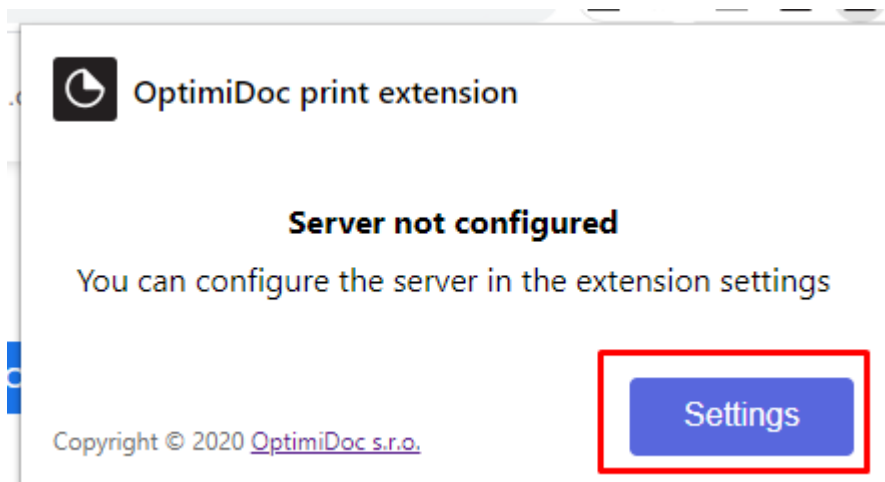 OptimiDoc print extension
Server not configured
You can configure the server in the extension settings
Settings
Copyright © 2020 OptimiDoc s.r.o.